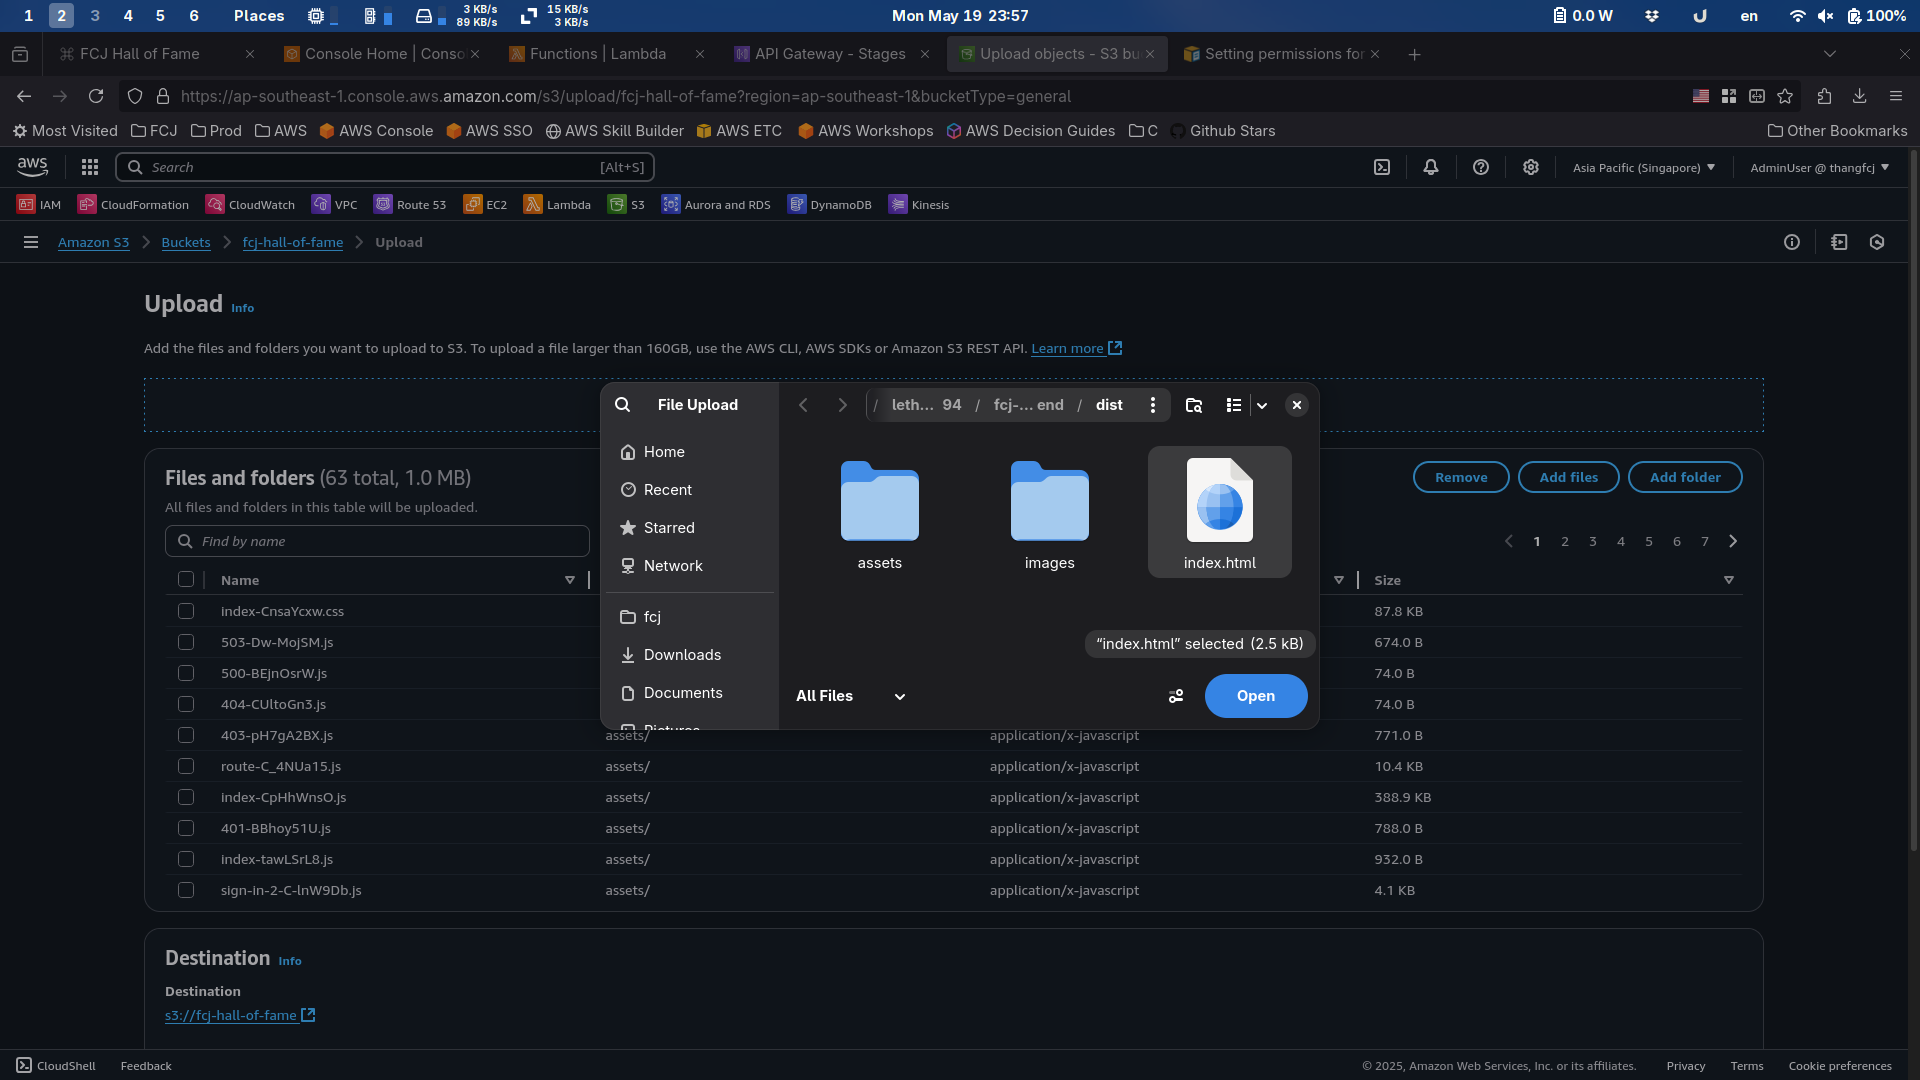 1 2 3 4 5 6 Places 3 KB/s 15 KB/s Mon May 19 23:57 0.0 W en 100%
89 KB/s 3 KB/s
FCJ Hall of Fame Console Home | Conso Functions | Lambda API Gateway - Stages Upload objects - S3 bu Setting permissions for
https://ap-southeast-1.console.aws.amazon.com/s3/upload/fcj-hall-of-fame?region=ap-southeast-1&bucketType=general
Most Visited FCJ Prod AWS AWS Console AWS SSO AWS Skill Builder AWS ETC AWS Workshops AWS Decision Guides C Github Stars Other Bookmarks
aws Search [Alt+S] Asia Pacific (Singapore) AdminUser @ thangfcj
IAM CloudFormation CloudWatch VPC Route 53 EC2 Lambda S3 Aurora and RDS DynamoDB Kinesis
Amazon S3 Buckets fcj-hall-of-fame Upload
Upload Info
Add the files and folders you want to upload to S3. To upload a file larger than 160GB, use the AWS CLI, AWS SDKs or Amazon S3 REST API. Learn more
File Upload / leth... 94 / fcj-... end / dist
Home
Recent
Starred
Network
fcj
Downloads
Documents
Pictures
assets images index.html
“index.html” selected (2.5 kB)
All Files Open
Files and folders (63 total, 1.0 MB) Remove Add files Add folder
All files and folders in this table will be uploaded.
Find by name 1 2 3 4 5 6 7
Name Size
index-CnsaYcxw.css 87.8 KB
503-Dw-MojSM.js 674.0 B
500-BEjnOsrW.js 74.0 B
404-CUltoGn3.js 74.0 B
403-pH7gA2BX.js assets/ application/x-javascript 771.0 B
route-C_4NUa15.js assets/ application/x-javascript 10.4 KB
index-CpHhWnsO.js assets/ application/x-javascript 388.9 KB
401-BBhoy51U.js assets/ application/x-javascript 788.0 B
index-tawLSrL8.js assets/ application/x-javascript 932.0 B
sign-in-2-C-lnW9Db.js assets/ application/x-javascript 4.1 KB
Destination Info
Destination
s3://fcj-hall-of-fame
CloudShell Feedback © 2025, Amazon Web Services, Inc. or its affiliates. Privacy Terms Cookie preferences